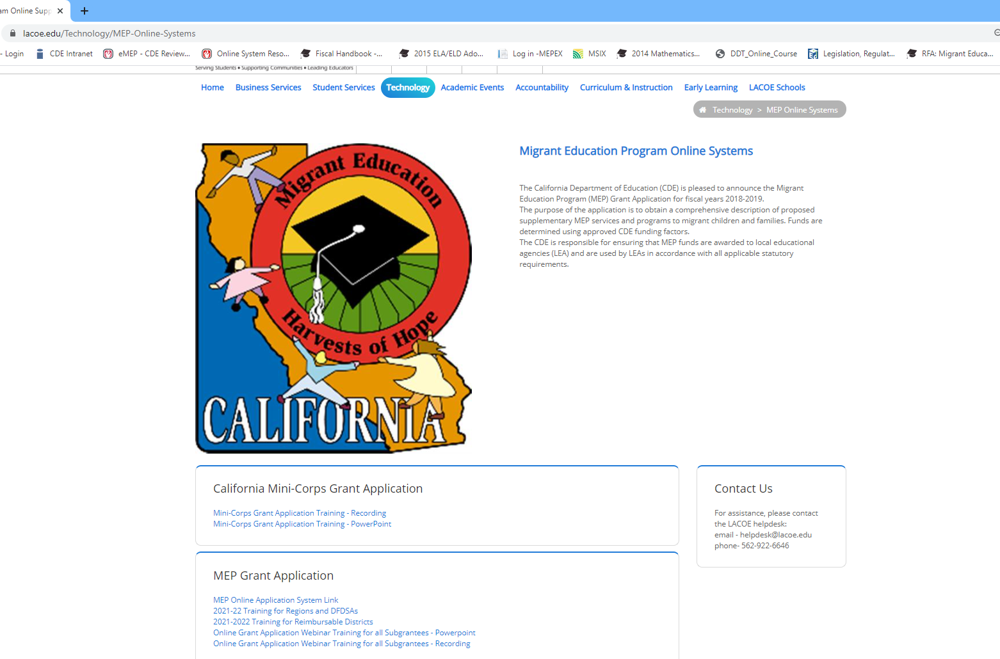 am Online Supp
lacoe.edu/Technology/MEP-Online-Systems
- Login CDE Intranet eMEP - CDE Review... Online System Reso... Fiscal Handbook -... 2015 ELA/ELD Ado... Log in -MEPEX MSIX 2014 Mathematics... DDT_Online_Course Legislation, Regulat... RFA: Migrant Educa...
Serving Students • Supporting Communities • Leading Educators
Home Business Services Student Services Technology Academic Events Accountability Curriculum & Instruction Early Learning LACOE Schools
Technology > MEP Online Systems
Migrant Education
Harvests of Hope
CALIFORNIA
Migrant Education Program Online Systems
The California Department of Education (CDE) is pleased to announce the Migrant
Education Program (MEP) Grant Application for fiscal years 2018-2019.
The purpose of the application is to obtain a comprehensive description of proposed
supplementary MEP services and programs to migrant children and families. Funds are
determined using approved CDE funding factors.
The CDE is responsible for ensuring that MEP funds are awarded to local educational
agencies (LEA) and are used by LEAs in accordance with all applicable statutory
requirements.
California Mini-Corps Grant Application
Mini-Corps Grant Application Training - Recording
Mini-Corps Grant Application Training - PowerPoint
Contact Us
For assistance, please contact
the LACOE helpdesk:
email - helpdesk@lacoe.edu
phone- 562-922-6646
MEP Grant Application
MEP Online Application System Link
2021-22 Training for Regions and DFDSAs
2021-2022 Training for Reimbursable Districts
Online Grant Application Webinar Training for all Subgrantees - Powerpoint
Online Grant Application Webinar Training for all Subgrantees - Recording